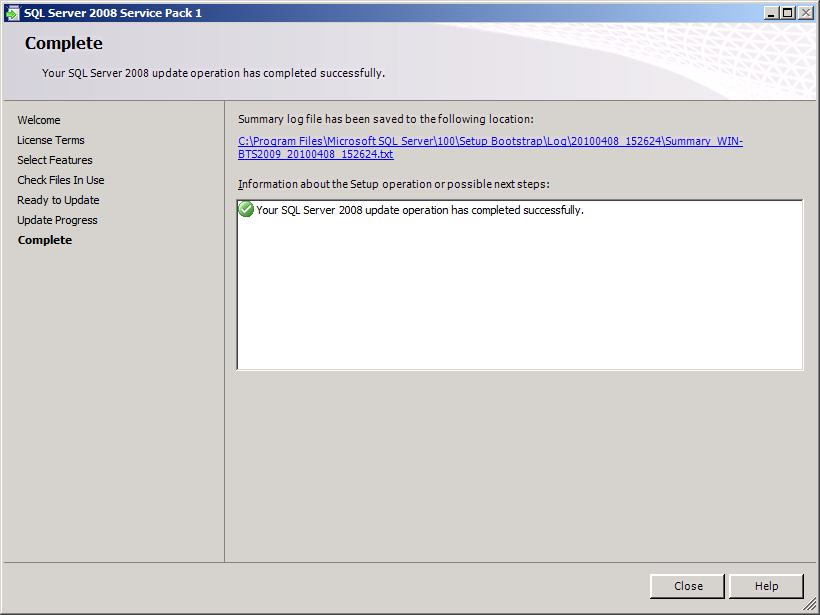 SQL Server 2008 Service Pack 1
Complete
Your SQL Server 2008 update operation has completed successfully.
Welcome
License Terms
Select Features
Check Files In Use
Ready to Update
Update Progress
Complete
Summary log file has been saved to the following location:
C:\Program Files\Microsoft SQL Server\100\Setup Bootstrap\Log\20100408_152624\Summary_WIN-
BTS2009_20100408_152624.txt
Information about the Setup operation or possible next steps:
Your SQL Server 2008 update operation has completed successfully.
Close
Help